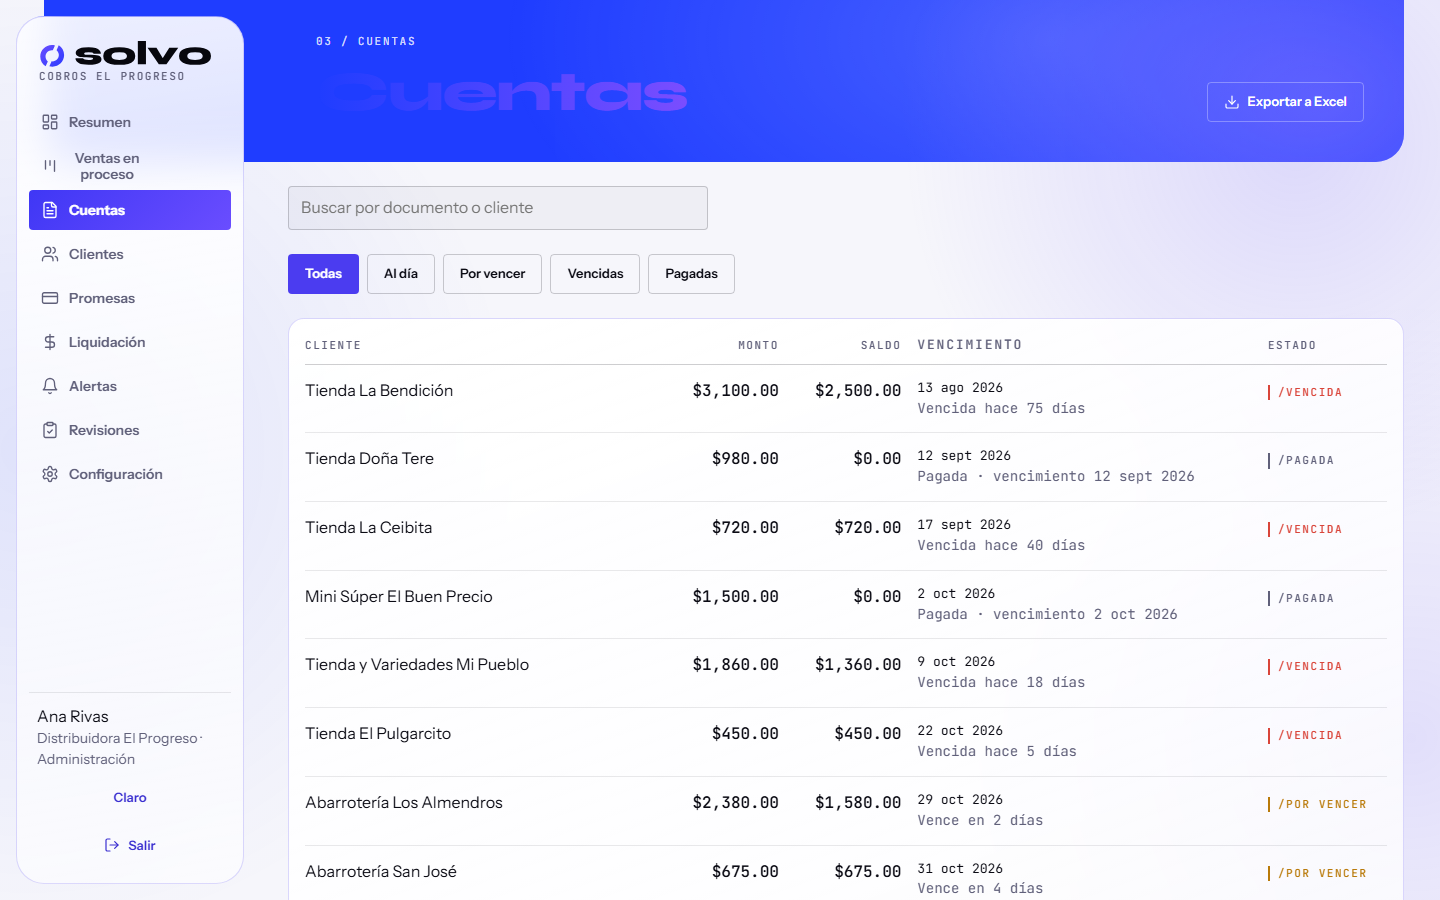 solvo
COBROS EL PROGRESO
Resumen
Ventas en
proceso
Cuentas
Clientes
Promesas
Liquidación
Alertas
Revisiones
Configuración
Ana Rivas
Distribuidora El Progreso ·
Administración
Claro
Salir
03 / CUENTAS
Cuentas
Exportar a Excel
Buscar por documento o cliente
Todas Al día Por vencer Vencidas Pagadas
CLIENTE MONTO SALDO VENCIMIENTO ESTADO
Tienda La Bendición $3,100.00 $2,500.00 13 ago 2026 /VENCIDA
Vencida hace 75 días
Tienda Doña Tere $980.00 $0.00 12 sept 2026 /PAGADA
Pagada · vencimiento 12 sept 2026
Tienda La Ceibita $720.00 $720.00 17 sept 2026 /VENCIDA
Vencida hace 40 días
Mini Súper El Buen Precio $1,500.00 $0.00 2 oct 2026 /PAGADA
Pagada · vencimiento 2 oct 2026
Tienda y Variedades Mi Pueblo $1,860.00 $1,360.00 9 oct 2026 /VENCIDA
Vencida hace 18 días
Tienda El Pulgarcito $450.00 $450.00 22 oct 2026 /VENCIDA
Vencida hace 5 días
Abarrotería Los Almendros $2,380.00 $1,580.00 29 oct 2026 /POR VENCER
Vence en 2 días
Abarrotería San José $675.00 $675.00 31 oct 2026 /POR VENCER
Vence en 4 días